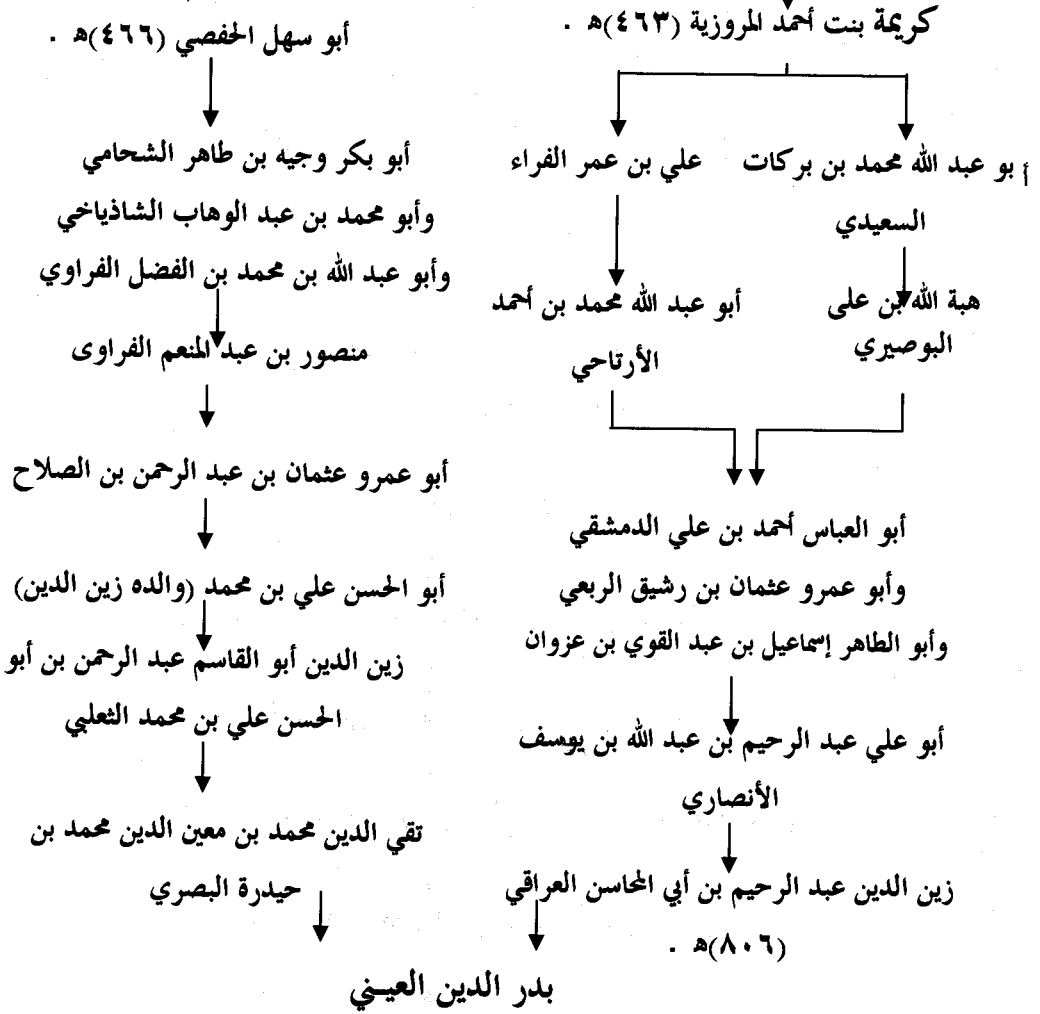 كريمة بنت أحمد المروزية (٤٦٣)ه .
أبو عبد الله محمد بن بركات
السعيدي
علي بن عمر الفراء
هبة الله بن على
البوصيري
أبو عبد الله محمد بن أحمد
الأرتاحي
أبو العباس أحمد بن علي الدمشقي
وأبو عمرو عثمان بن رشيق الربعي
وأبو الطاهر إسماعيل بن عبد القوي بن عزوان
أبو علي عبد الرحيم بن عبد الله بن يوسف
الأنصاري
زين الدين عبد الرحيم بن أبي المحاسن العراقي
(٨٠٦)ه .
أبو سهل الحفصي (٤٦٦)ه .
أبو بكر وجيه بن طاهر الشحامي
وأبو محمد بن عبد الوهاب الشاذياخي
وأبو عبد الله بن محمد بن الفضل الفراوي
منصور بن عبد المنعم الفراوى
أبو عمرو عثمان بن عبد الرحمن بن الصلاح
أبو الحسن علي بن محمد (والده زين الدين)
زين الدين أبو القاسم عبد الرحمن بن أبو
الحسن علي بن محمد الثعلبي
تقي الدين محمد بن معين الدين محمد بن
حيدرة البصري
بدر الدين العيني